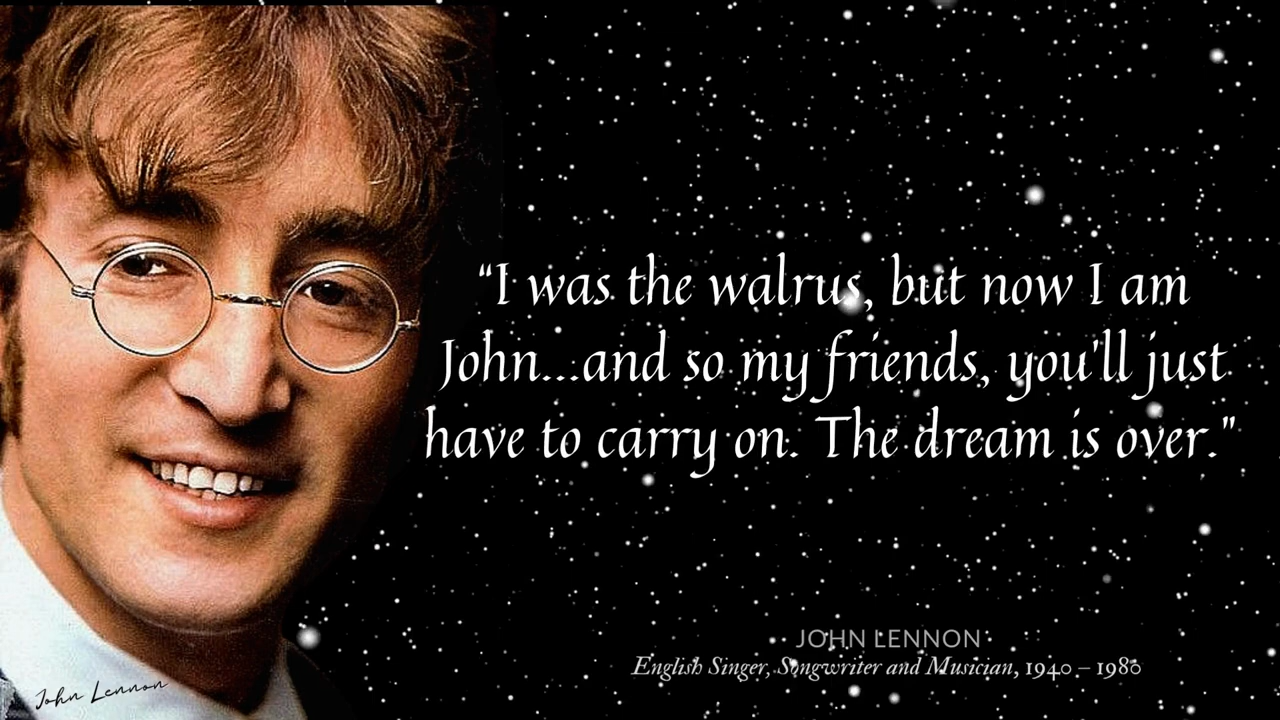 “I was the walrus, but now I am
John...and so my friends, you'll just
have to carry on. The dream is over."
JOHN LENNON
English Singer, Songwriter and Musician, 1940 – 1980
John Lennon